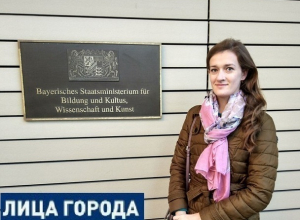 Bayerisches Staatsministerium für
Bildung und Kultus,
Wissenschaft und Kunst
ЛИЦА ГОРОДА